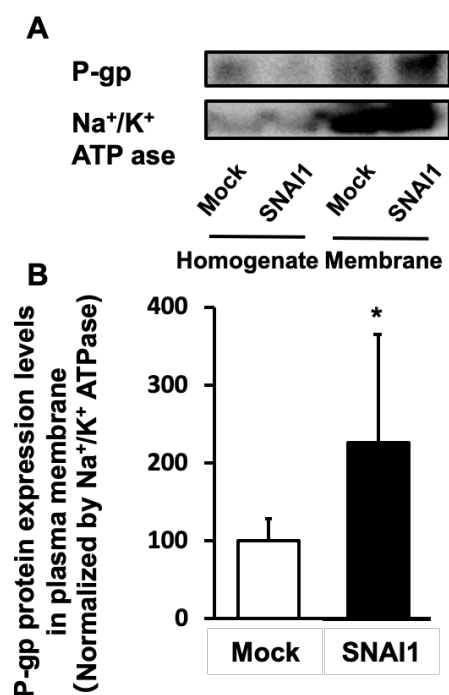 A
P-gp
Na⁺/K⁺
ATP ase
Mock
SNAI1
Mock
SNAI1
Homogenate Membrane
B
P-gp protein expression levels
in plasma membrane
(Normalized by Na⁺/K⁺ ATPase)
400
300
200
100
0
*
Mock
SNAI1